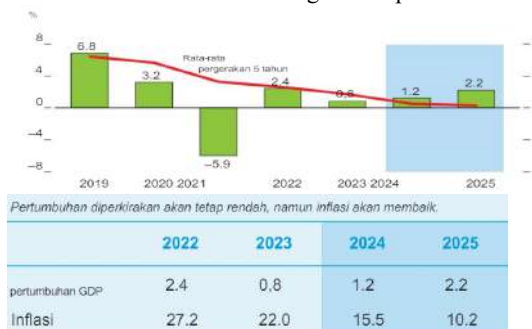 %
8
6.8
Rata-rata
pergerakan 5 tahun
4
3.2
2,4
0,8
1.2
2.2
0
–4
–5.9
–8
2019 2020 2021 2022 2023 2024 2025
Pertumbuhan diperkirakan akan tetap rendah, namun inflasi akan membaik.
2022 2023 2024 2025
pertumbuhan GDP 2.4 0,8 1.2 2.2
Inflasi 27.2 22.0 15.5 10.2